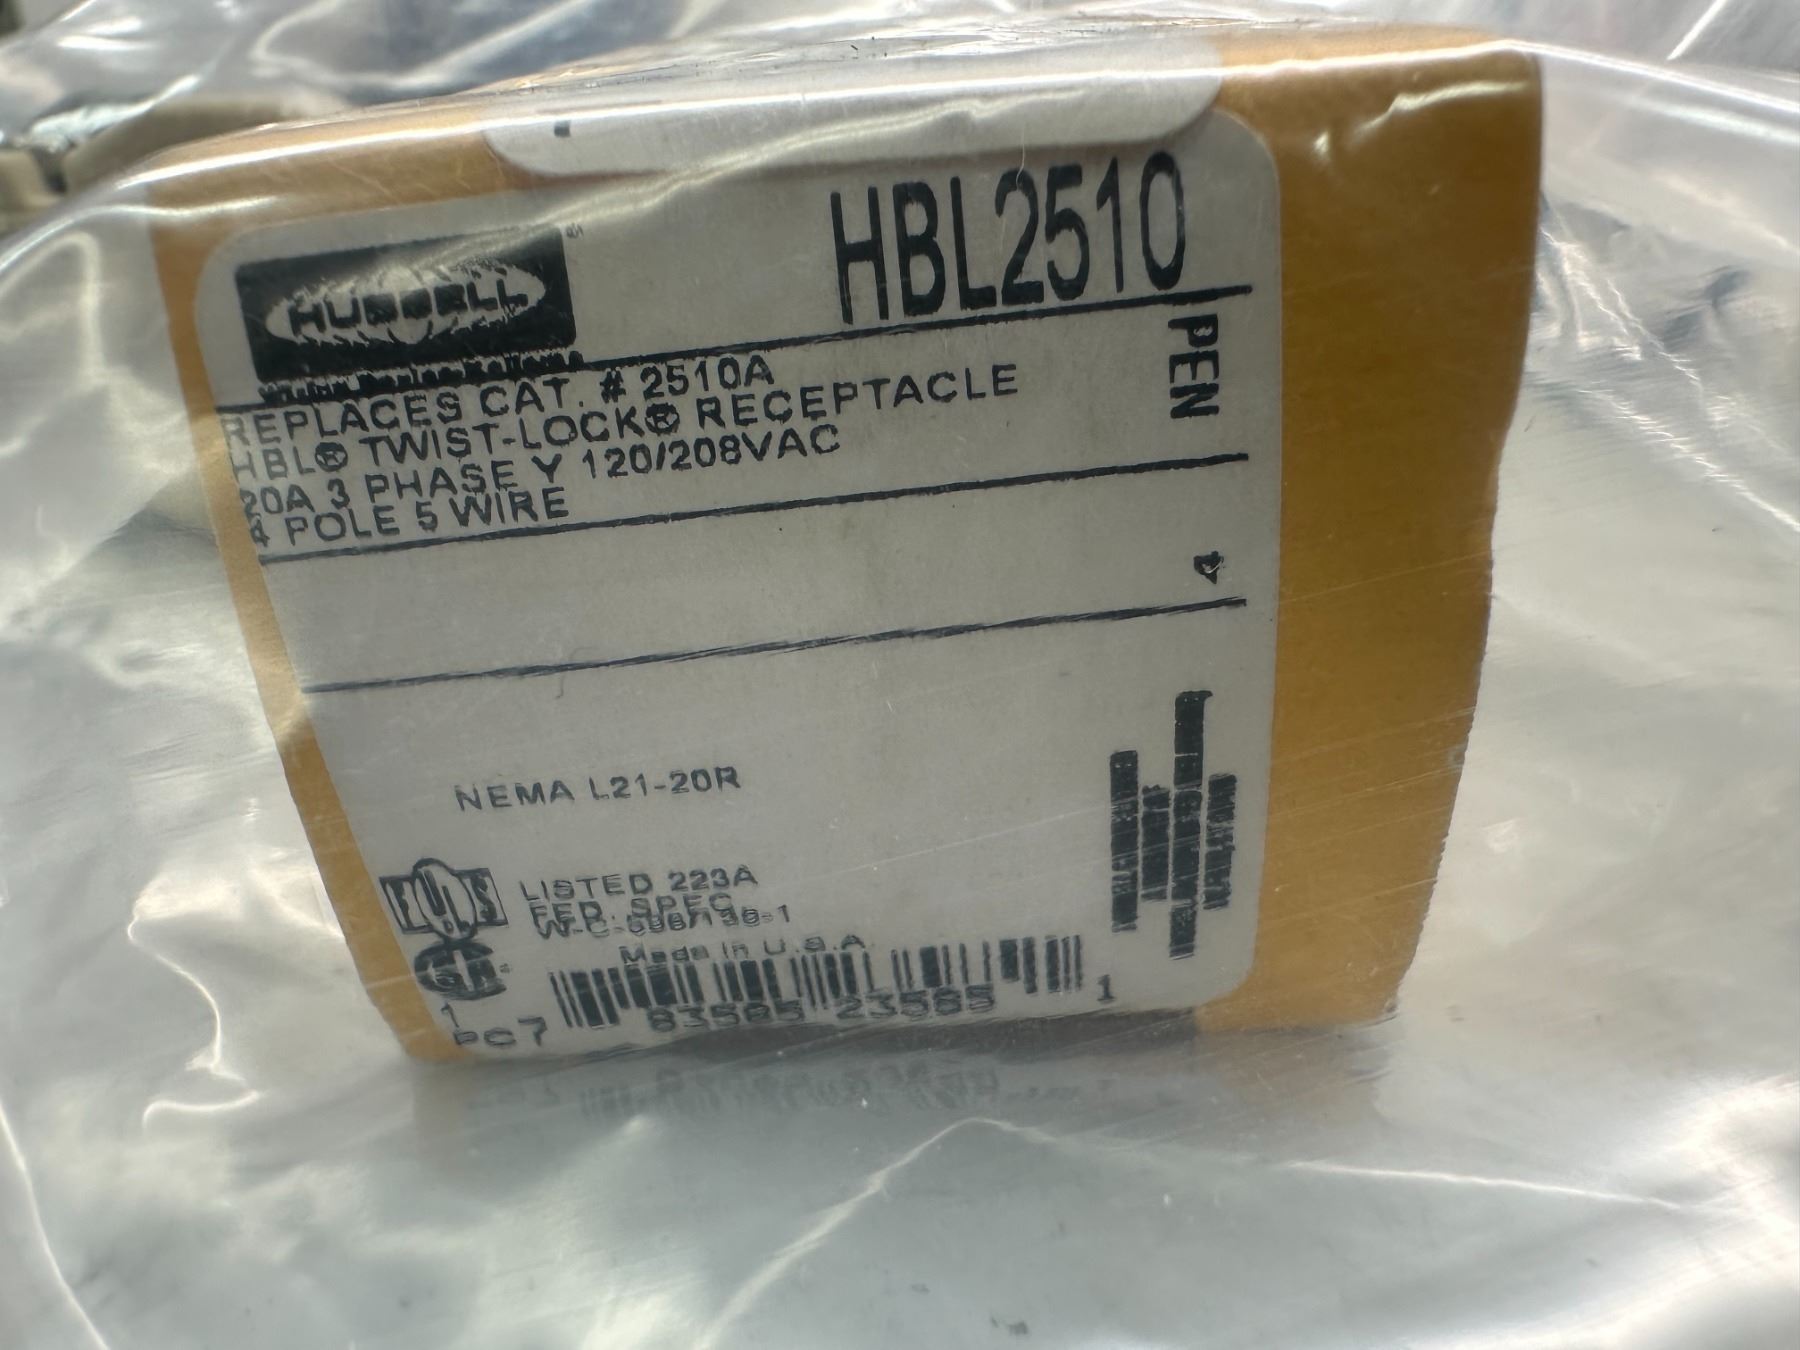 HBL2510
HUBBELL
REPLACES CAT. # 2510A
HBL® TWIST-LOCK® RECEPTACLE
20A 3 PHASE Y 120/208VAC
4 POLE 5 WIRE
PEN
NEMA L21-20R
LISTED 223A
FED. SPEC.
Made in U.S.A
1
PC 7 83585 23585 1